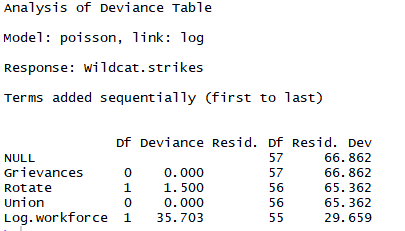 Analysis of Deviance Table
Model: poisson, link: log
Response: Wildcat.strikes
Terms added sequentially (first to last)
Df Deviance Resid. Df Resid. Dev
NULL 57 66.862
Grievances 0 0.000 57 66.862
Rotate 1 1.500 56 65.362
Union 0 0.000 56 65.362
Log.workforce 1 35.703 55 29.659